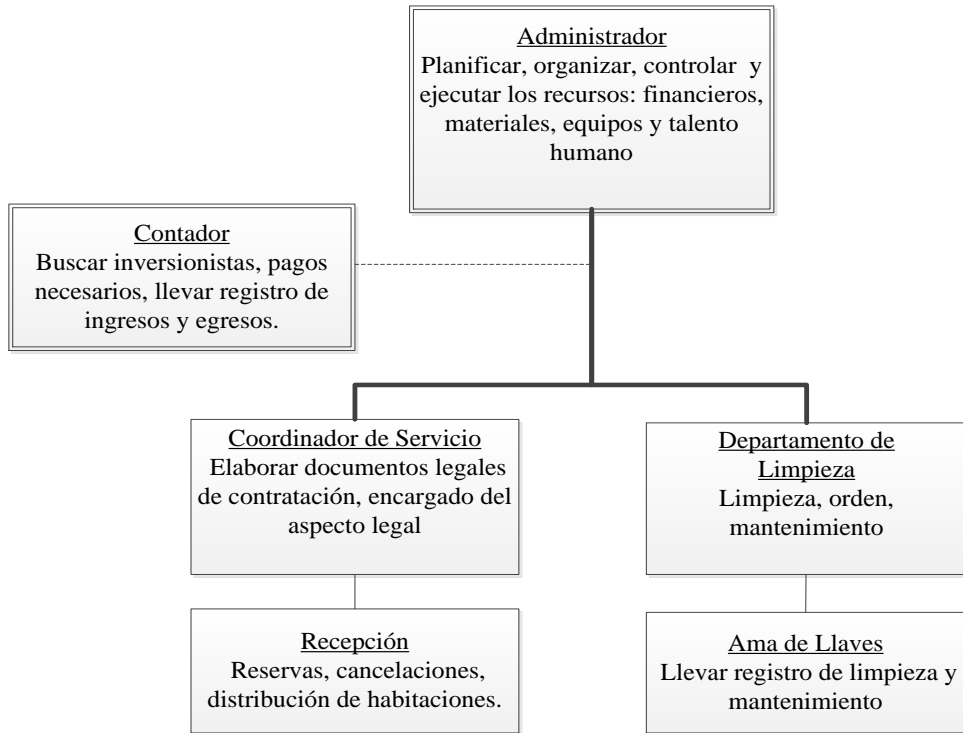 Administrador
Planificar, organizar, controlar y
ejecutar los recursos: financieros,
materiales, equipos y talento
humano
Contador
Buscar inversionistas, pagos
necesarios, llevar registro de
ingresos y egresos.
Coordinador de Servicio
Elaborar documentos legales
de contratación, encargado del
aspecto legal
Departamento de
Limpieza
Limpieza, orden,
mantenimiento
Recepción
Reservas, cancelaciones,
distribución de habitaciones.
Ama de Llaves
Llevar registro de limpieza y
mantenimiento